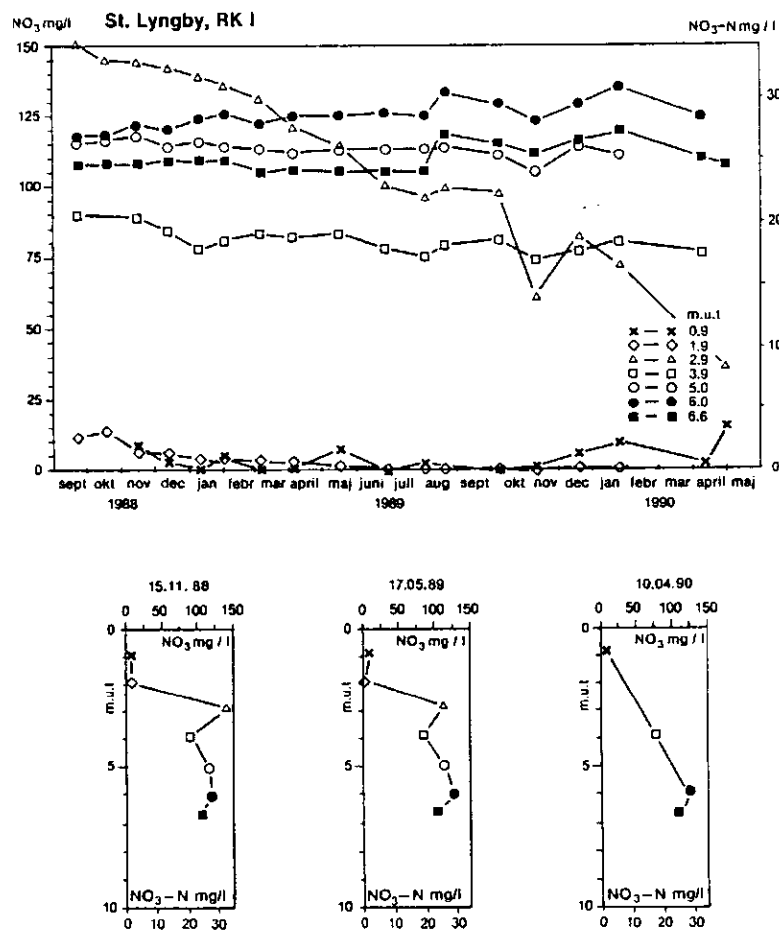 NO3 mg/l St. Lyngby, RK I NO3-N mg/l
150
125
100
75
50
25
0
30
20
10
0
m.u.t
0.9
1.9
2.9
3.9
5.0
6.0
6.6
sept okt nov dec jan febr mar april maj juni juli aug sept okt nov dec jan febr mar april maj
1988 1989 1990
15.11.88
0 50 100 150
NO3 mg/l
m.u.t
0
5
10
NO3-N mg/l
0 10 20 30
17.05.89
0 50 100 150
NO3 mg/l
m.u.t
0
5
10
NO3-N mg/l
0 10 20 30
10.04.90
0 50 100 150
NO3 mg/l
m.u.t
0
5
10
NO3-N mg/l
0 10 20 30